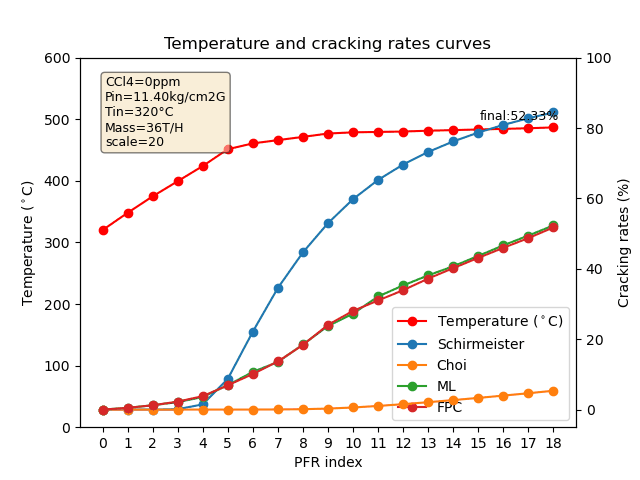 Temperature and cracking rates curves
CCl4=0ppm
Pin=11.40kg/cm2G
Tin=320°C
Mass=36T/H
scale=20
final:52.33%
Temperature (°C)
600
500
400
300
200
100
0
100
80
60
40
20
0
Cracking rates (%)
Temperature (°C)
Schirmeister
Choi
ML
FPC
0 1 2 3 4 5 6 7 8 9 10 11 12 13 14 15 16 17 18
PFR index